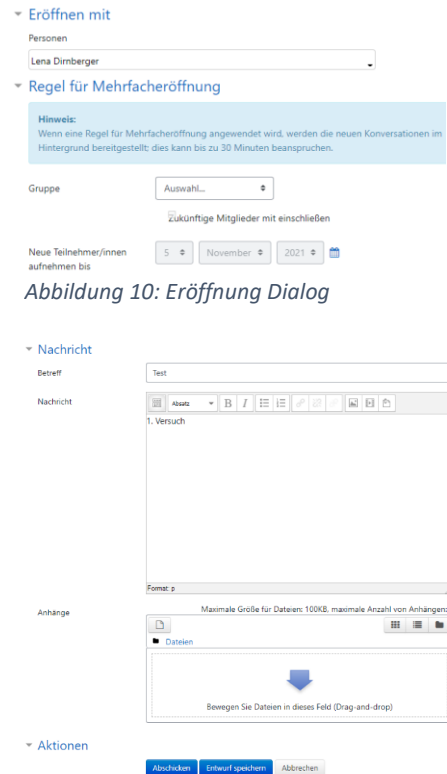 Eröffnen mit
Personen
Lena Dirnberger
Regel für Mehrfacheröffnung
Hinweis:
Wenn eine Regel für Mehrfacheröffnung angewendet wird, werden die neuen Konversationen im
Hintergrund bereitgestellt; dies kann bis zu 30 Minuten beanspruchen.
Gruppe
Auswahl...
Zukünftige Mitglieder mit einschließen
Neue Teilnehmer/innen
aufnehmen bis
5 November 2021
Abbildung 10: Eröffnung Dialog
Nachricht
Betreff
Test
Nachricht
Absatz B I
1. Versuch
Format: p
Anhänge
Maximale Größe für Dateien: 100KB, maximale Anzahl von Anhängen:
Dateien
Bewegen Sie Dateien in dieses Feld (Drag-and-drop)
Aktionen
Abschicken Entwurf speichern Abbrechen